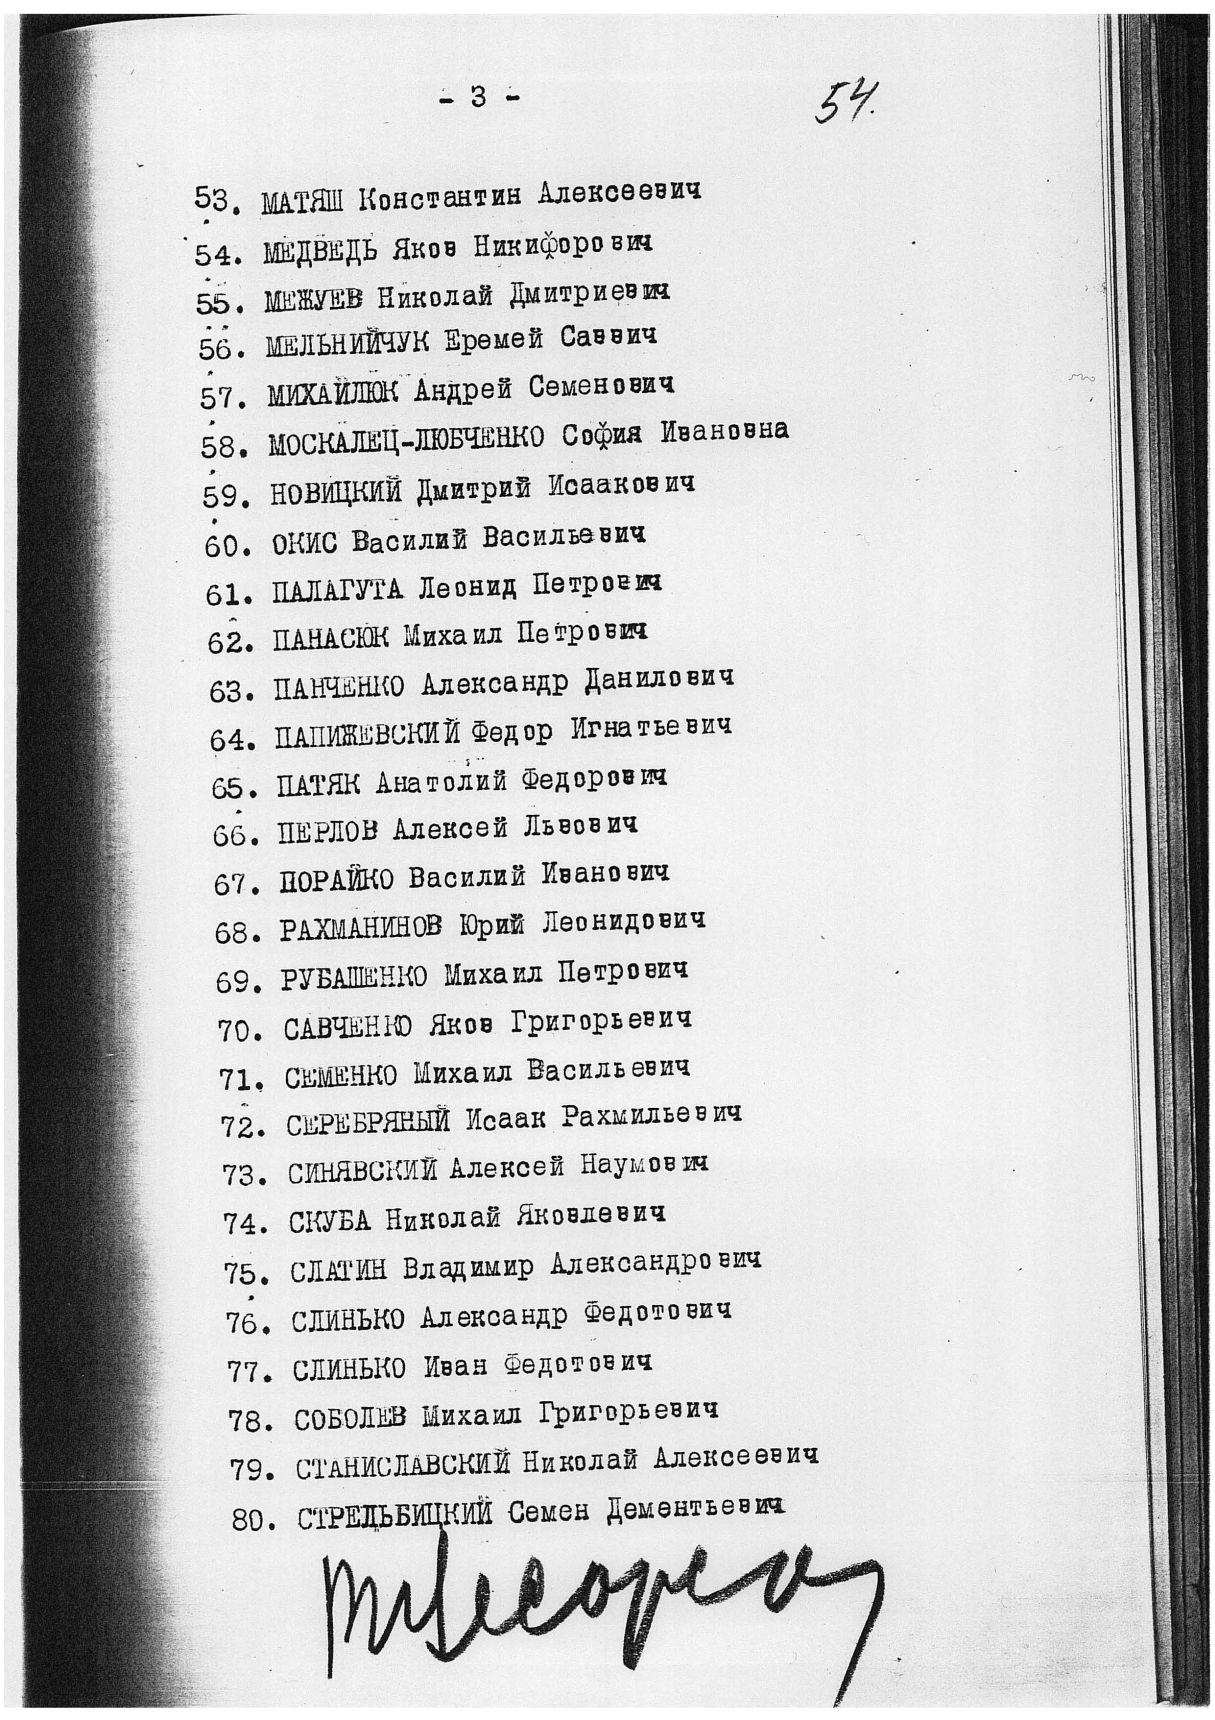 - 3 -
54.
53. МАТЯШ Константин Алексеевич
54. МЕДВЕДЬ Яков Никифорович
55. МЕЖУЕВ Николай Дмитриевич
56. МЕЛЬНИЙЧУК Еремей Саввич
57. МИХАЙЛЮК Андрей Семенович
58. МОСКАЛЕЦ-ЛЮБЧЕНКО София Ивановна
59. НОВИЦКИЙ Дмитрий Исаакович
60. ОКИС Василий Васильевич
61. ПАЛАГУТА Леонид Петрович
62. ПАНАСЮК Михаил Петрович
63. ПАНЧЕНКО Александр Данилович
64. ПАПИЖЕВСКИЙ Федор Игнатьевич
65. ПАТЯК Анатолий Федорович
66. ПЕРЛОВ Алексей Львович
67. ПОРАЙКО Василий Иванович
68. РАХМАНИНОВ Юрий Леонидович
69. РУБАШЕНКО Михаил Петрович
70. САВЧЕНКО Яков Григорьевич
71. СЕМЕНКО Михаил Васильевич
72. СЕРЕБРЯНЫЙ Исаак Рахмильевич
73. СИНЯВСКИЙ Алексей Наумович
74. СКУБА Николай Яковлевич
75. СЛАТИН Владимир Александрович
76. СЛИНЬКО Александр Федотович
77. СЛИНЬКО Иван Федотович
78. СОБОЛЕВ Михаил Григорьевич
79. СТАНИСЛАВСКИЙ Николай Алексеевич
80. СТРЕЛЬБИЦКИЙ Семен Дементьевич